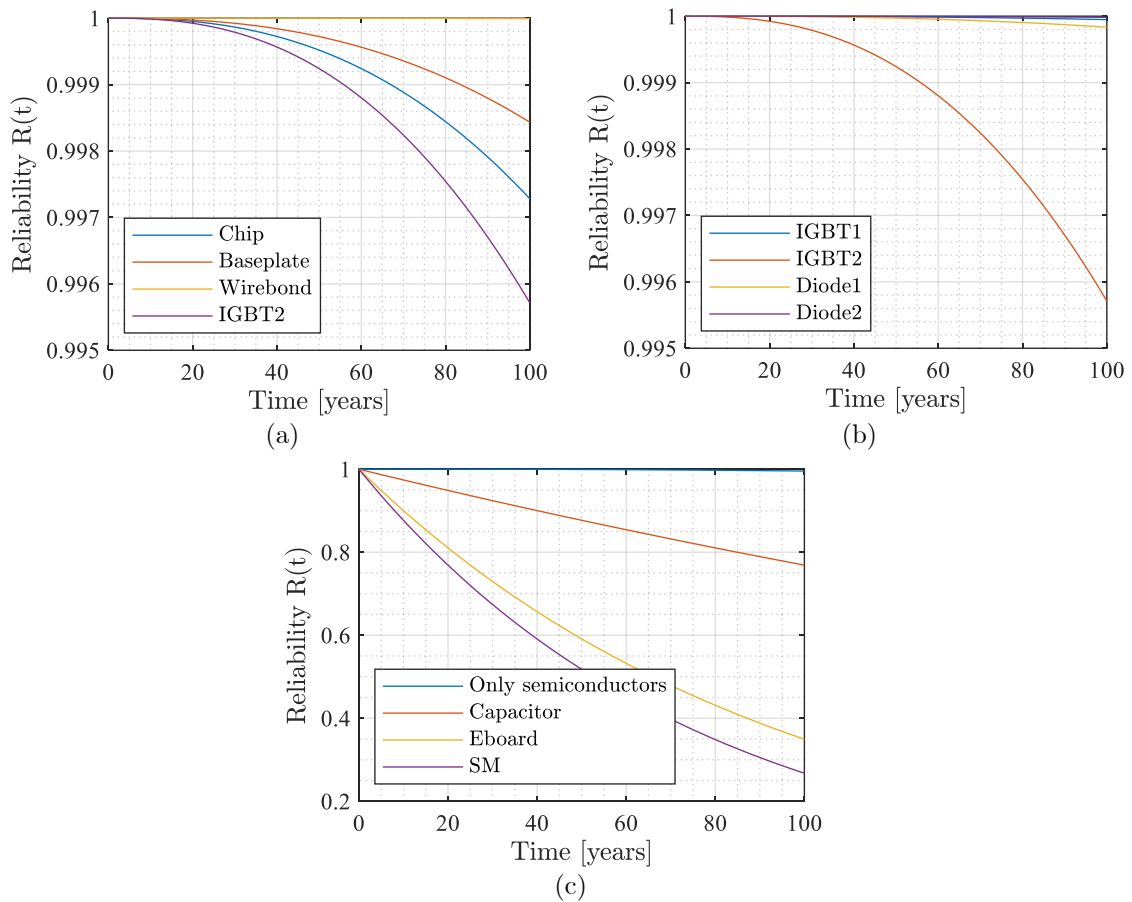 1
0.999
0.998
0.997
0.996
0.995
Reliability R(t)
Chip
Baseplate
Wirebond
IGBT2
0 20 40 60 80 100
Time [years]
(a)
1
0.999
0.998
0.997
0.996
0.995
Reliability R(t)
IGBT1
IGBT2
Diode1
Diode2
0 20 40 60 80 100
Time [years]
(b)
1
0.8
0.6
0.4
0.2
Reliability R(t)
Only semiconductors
Capacitor
Eboard
SM
0 20 40 60 80 100
Time [years]
(c)